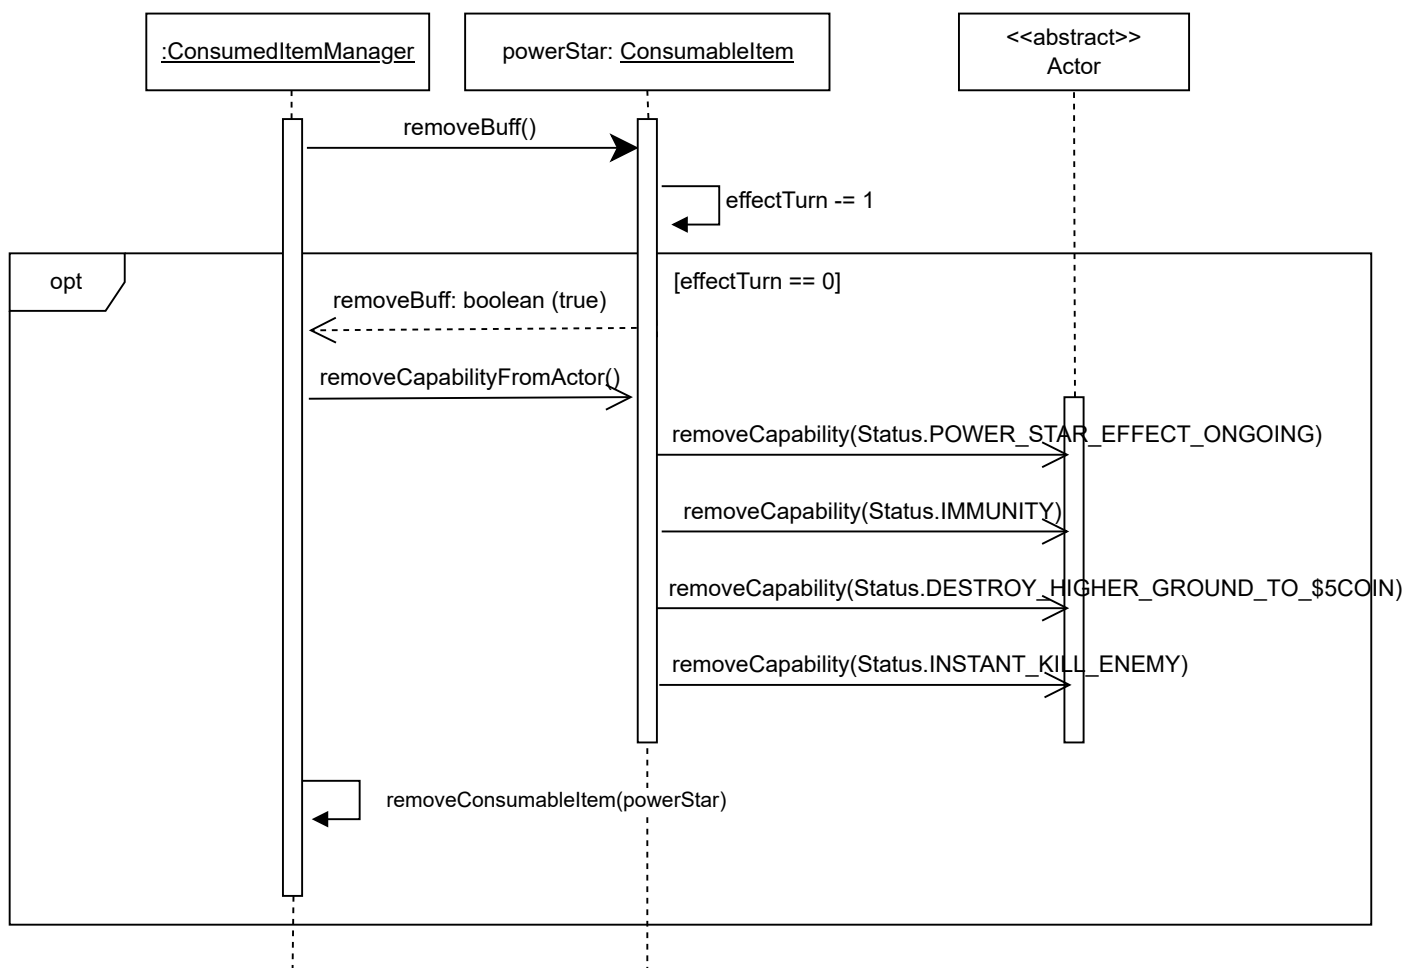 :ConsumedItemManager
powerStar: ConsumableItem
<<abstract>>
Actor
removeBuff()
effectTurn -= 1
opt
[effectTurn == 0]
removeBuff: boolean (true)
removeCapabilityFromActor()
removeCapability(Status.POWER_STAR_EFFECT_ONGOING)
removeCapability(Status.IMMUNITY)
removeCapability(Status.DESTROY_HIGHER_GROUND_TO_$5COIN)
removeCapability(Status.INSTANT_KILL_ENEMY)
removeConsumableItem(powerStar)